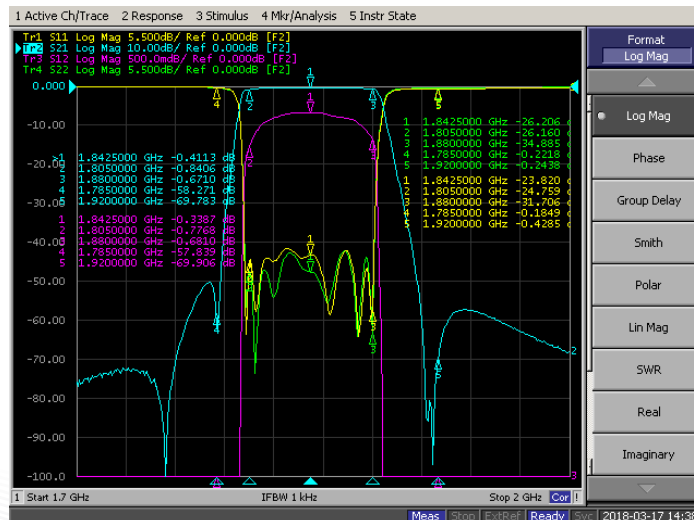 1 Active Ch/Trace 2 Response 3 Stimulus 4 Mkr/Analysis 5 Instr State
Tr1 S11 Log Mag 5.500dB/ Ref 0.000dB [F2]
Tr2 S21 Log Mag 10.00dB/ Ref 0.000dB [F2]
Tr3 S12 Log Mag 500.0mdB/ Ref 0.000dB [F2]
Tr4 S22 Log Mag 5.500dB/ Ref 0.000dB [F2]
0.000
-10.00
-20.00
-30.00
-40.00
-50.00
-60.00
-70.00
-80.00
-90.00
-100.0
>1 1.8425000 GHz -0.4113 dB
2 1.8050000 GHz -0.8406 dB
3 1.8800000 GHz -0.6710 dB
4 1.7850000 GHz -58.271 dB
5 1.9200000 GHz -69.783 dB
1 1.8425000 GHz -0.3387 dB
2 1.8050000 GHz -0.7768 dB
3 1.8800000 GHz -0.6810 dB
4 1.7850000 GHz -57.839 dB
5 1.9200000 GHz -69.906 dB
1 1.8425000 GHz -26.206
2 1.8050000 GHz -26.160
3 1.8800000 GHz -34.885
4 1.7850000 GHz -0.2218
5 1.9200000 GHz -0.2438
1 1.8425000 GHz -23.820
2 1.8050000 GHz -24.759
3 1.8800000 GHz -31.706
4 1.7850000 GHz -0.1849
5 1.9200000 GHz -0.4285
1 Start 1.7 GHz IFBW 1 kHz Stop 2 GHz Cor !
Meas Stop ExtRef Ready Svc 2018-03-17 14:38
Format
Log Mag
Log Mag
Phase
Group Delay
Smith
Polar
Lin Mag
SWR
Real
Imaginary